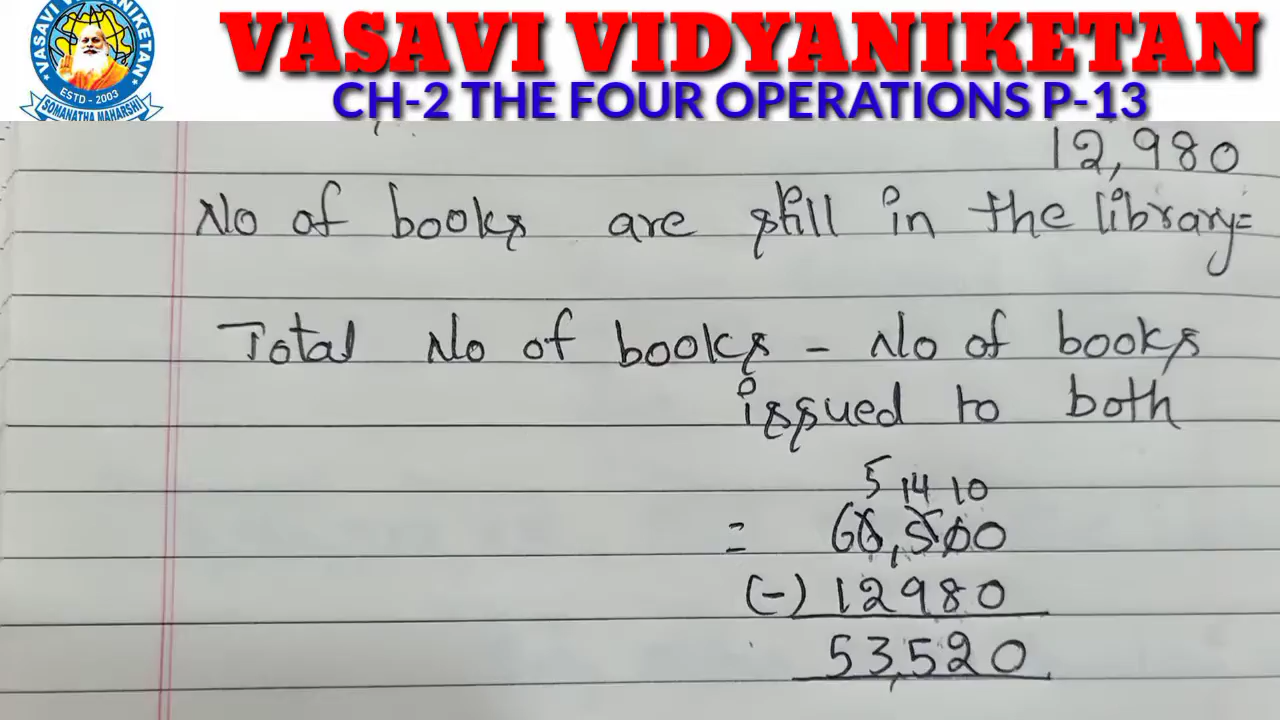 VASAVI VIDYANIKETAN
ESTD - 2003
SOMANATHA MAHARSHI
VASAVI VIDYANIKETAN
CH-2 THE FOUR OPERATIONS P-13
12,980
No of books are still in the library=
Total No of books - No of books
issued to both
5 14 10
= 66,500
(-) 12980
53,520